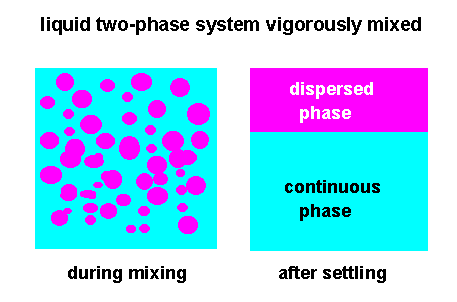 liquid two-phase system vigorously mixed
dispersed
phase
continuous
phase
during mixing
after settling